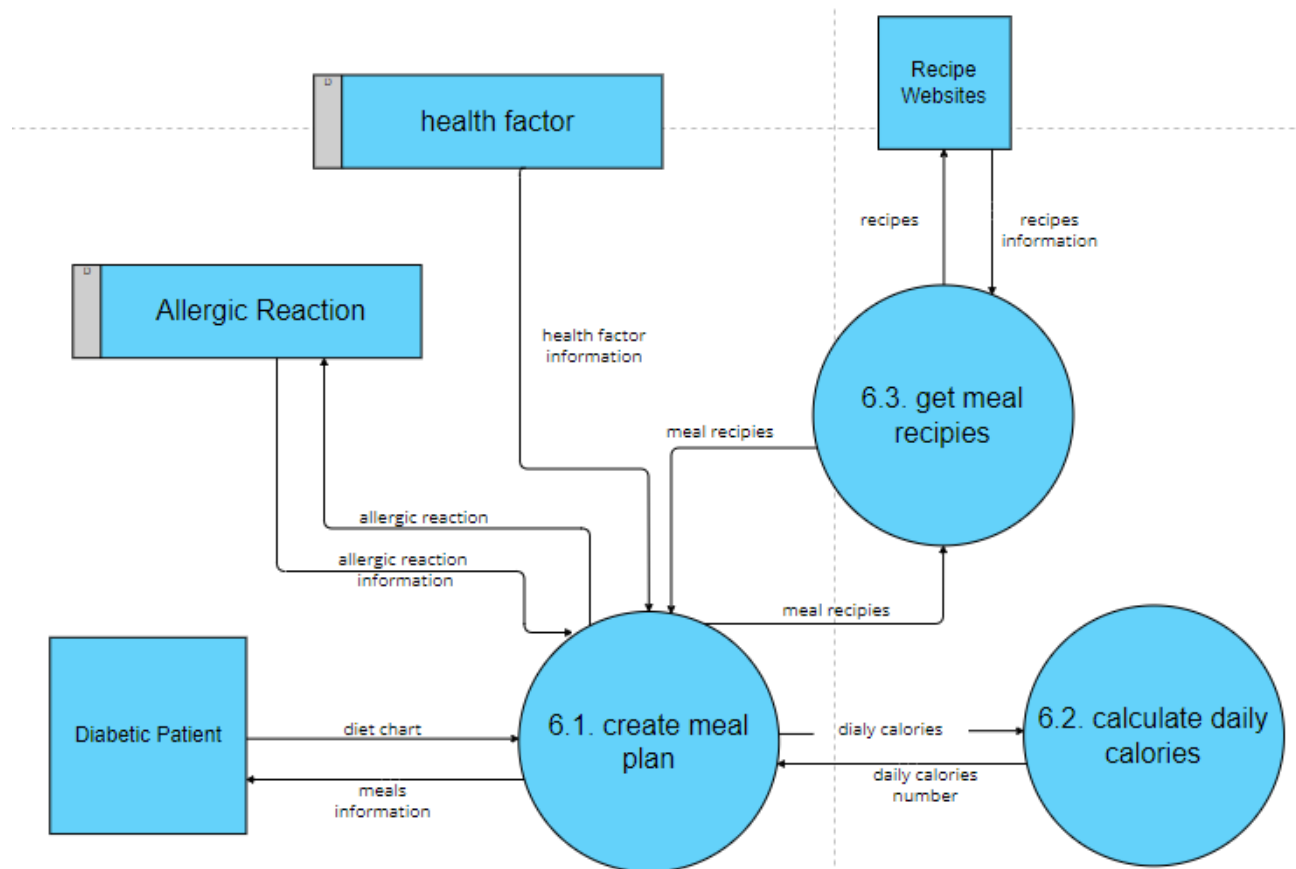 D
health factor
Recipe
Websites
recipes
recipes
information
D
Allergic Reaction
health factor
information
6.3. get meal
recipies
meal recipies
allergic reaction
allergic reaction
information
meal recipies
Diabetic Patient
diet chart
meals
information
6.1. create meal
plan
dialy calories
daily calories
number
6.2. calculate daily
calories